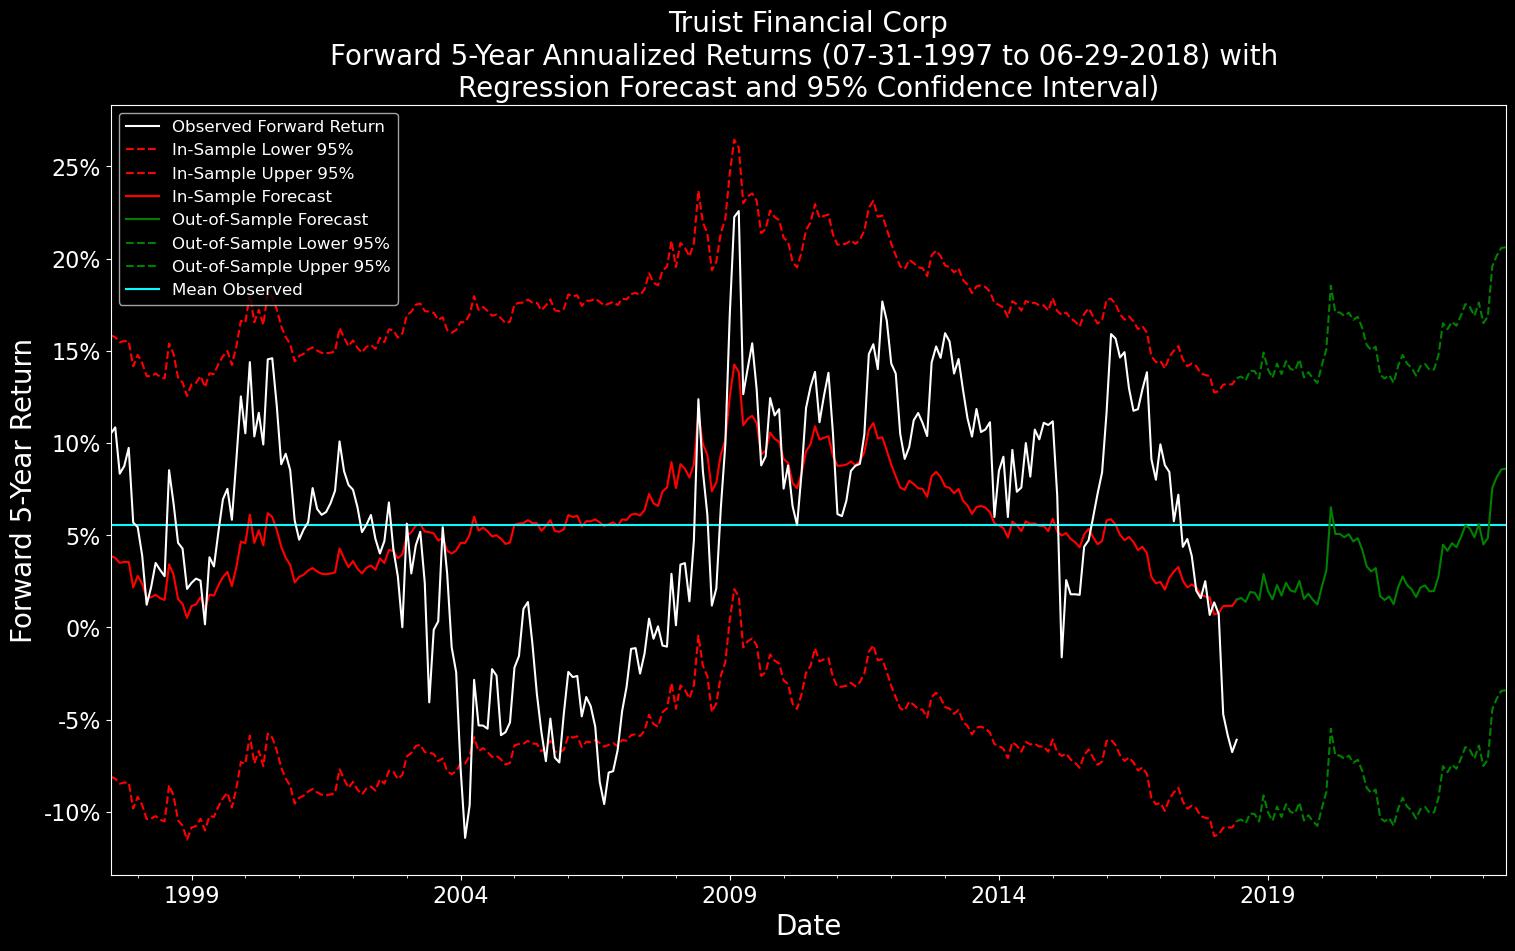 Truist Financial Corp
Forward 5-Year Annualized Returns (07-31-1997 to 06-29-2018) with
Regression Forecast and 95% Confidence Interval)
Observed Forward Return
In-Sample Lower 95%
In-Sample Upper 95%
In-Sample Forecast
Out-of-Sample Forecast
Out-of-Sample Lower 95%
Out-of-Sample Upper 95%
Mean Observed
Forward 5-Year Return
25%
20%
15%
10%
5%
0%
-5%
-10%
1999 2004 2009 2014 2019
Date